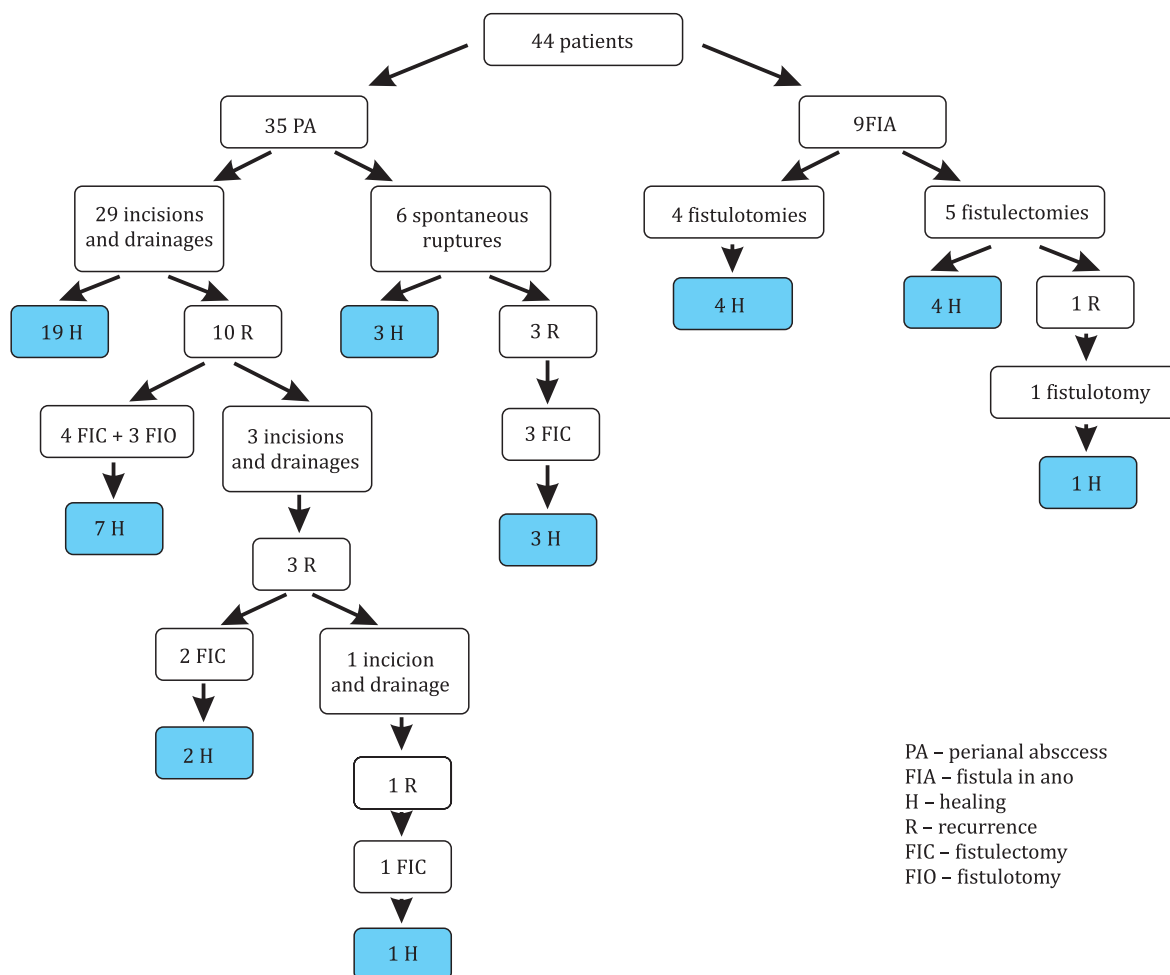 44 patients
35 PA
9FIA
29 incisions
and drainages
6 spontaneous
ruptures
4 fistulotomies
5 fistulectomies
19 H
10 R
3 H
3 R
4 H
4 H
1 R
4 FIC + 3 FIO
3 incisions
and drainages
3 FIC
1 fistulotomy
7 H
3 H
1 H
3 R
2 FIC
1 incicion
and drainage
2 H
1 R
1 FIC
1 H
PA – perianal absccess
FIA – fistula in ano
H – healing
R – recurrence
FIC – fistulectomy
FIO – fistulotomy